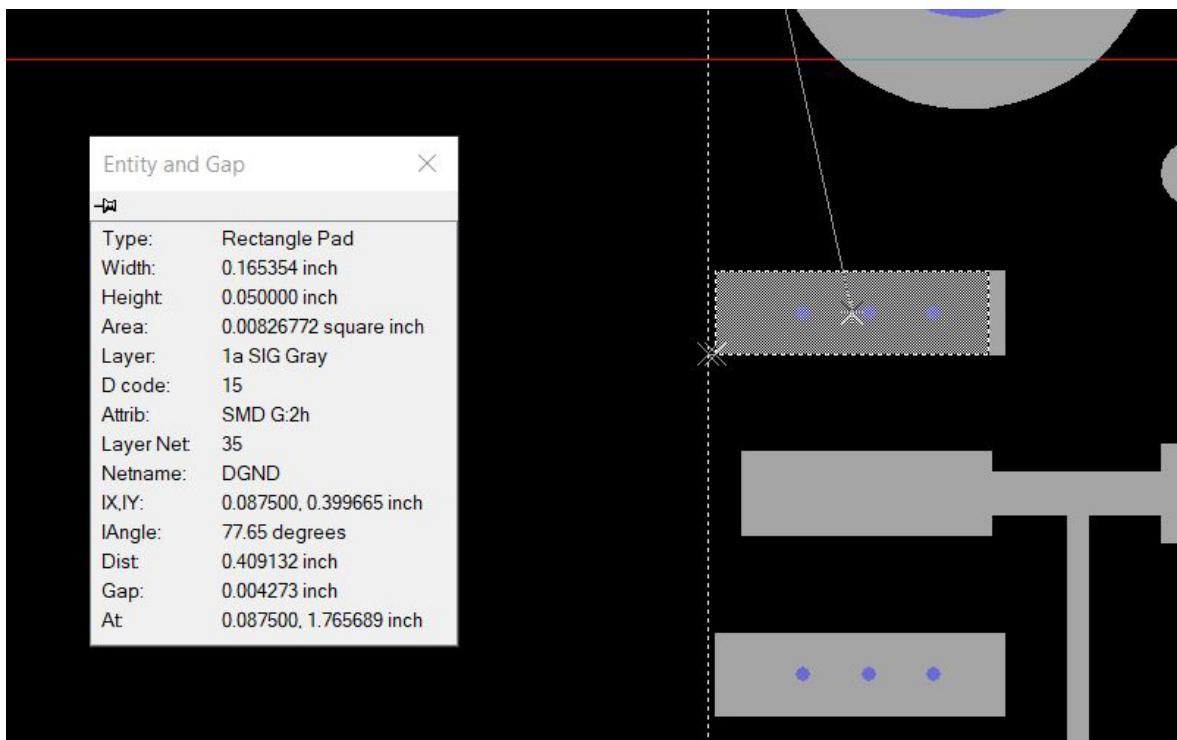 Entity and Gap
Type: Rectangle Pad
Width: 0.165354 inch
Height: 0.050000 inch
Area: 0.00826772 square inch
Layer: 1a SIG Gray
D code: 15
Attrib: SMD G:2h
Layer Net: 35
Netname: DGND
IX,IY: 0.087500, 0.399665 inch
IAngle: 77.65 degrees
Dist: 0.409132 inch
Gap: 0.004273 inch
At: 0.087500, 1.765689 inch